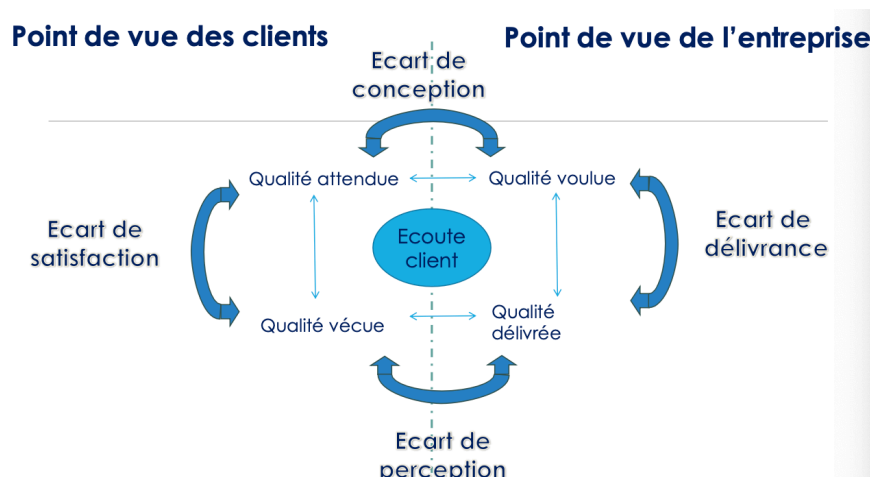 Point de vue des clients
Point de vue de l'entreprise
Ecart de
conception
Qualité attendue
Qualité voulue
Ecart de
satisfaction
Ecoute
client
Ecart de
délivrance
Qualité vécue
Qualité
délivrée
Ecart de
perception